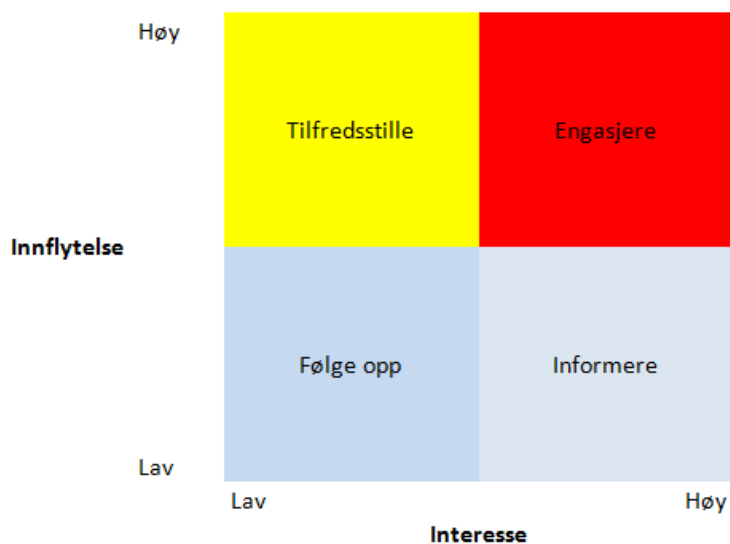 Høy
Tilfredsstille
Engasjere
Innflytelse
Følge opp
Informere
Lav
Lav
Høy
Interesse